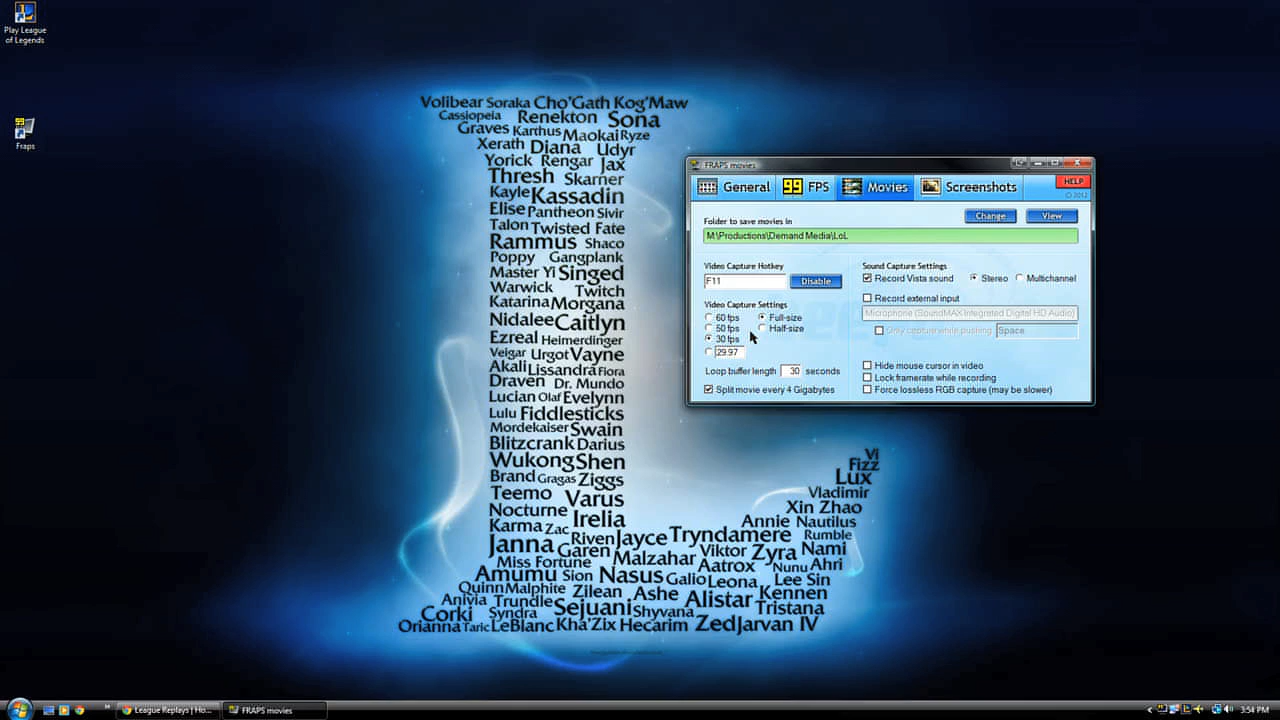 Play League
of Legends
Fraps
Volibear Soraka Cho'Gath Kog'Maw
Cassiopeia Renekton Sona
Graves Karthus Maokai Ryze
Xerath Diana Udyr
Yorick Rengar Jax
Thresh Skarner
Kayle Kassadin
Elise Pantheon Sivir
Talon Twisted Fate
Rammus Shaco
Poppy Gangplank
Master Yi Singed
Warwick Twitch
Katarina Morgana
Nidalee Caitlyn
Ezreal Heimerdinger
Veigar Urgot Vayne
Akali Lissandra Fiora
Draven Dr. Mundo
Lucian Olaf Evelynn
Lulu Fiddlesticks
Mordekaiser Swain
Blitzcrank Darius
Wukong Shen
Brand Gragas Ziggs
Teemo Varus
Nocturne Irelia
Karma Zac Riven Jayce Tryndamere Annie Nautilus Xin Zhao Vladimir Lux Fizz Vi
Janna Garen Malzahar Viktor Zyra Nami Rumble
Miss Fortune Aatrox Nunu Ahri
Amumu Sion Nasus Galio Leona Lee Sin
Quinn Malphite Zilean Ashe Alistar Kennen
Anivia Trundle Sejuani Shyvana Tristana
Corki Syndra
Orianna Taric LeBlanc Kha'Zix Hecarim Zed Jarvan IV
FRAPS movies
General 99 FPS Movies Screenshots HELP
© 2012
Folder to save movies in Change View
M:\Productions\Demand Media\LoL
Video Capture Hotkey
F11 Disable
Video Capture Settings
60 fps Full-size
50 fps Half-size
30 fps
29.97
Loop buffer length 30 seconds
Split movie every 4 Gigabytes
Sound Capture Settings
Record Vista sound Stereo Multichannel
Record external input
Microphone (SoundMAX Integrated Digital HD Audio)
Only capture while pushing Space
Hide mouse cursor in video
Lock framerate while recording
Force lossless RGB capture (may be slower)
League Replays | Ho... FRAPS movies 3:54 PM